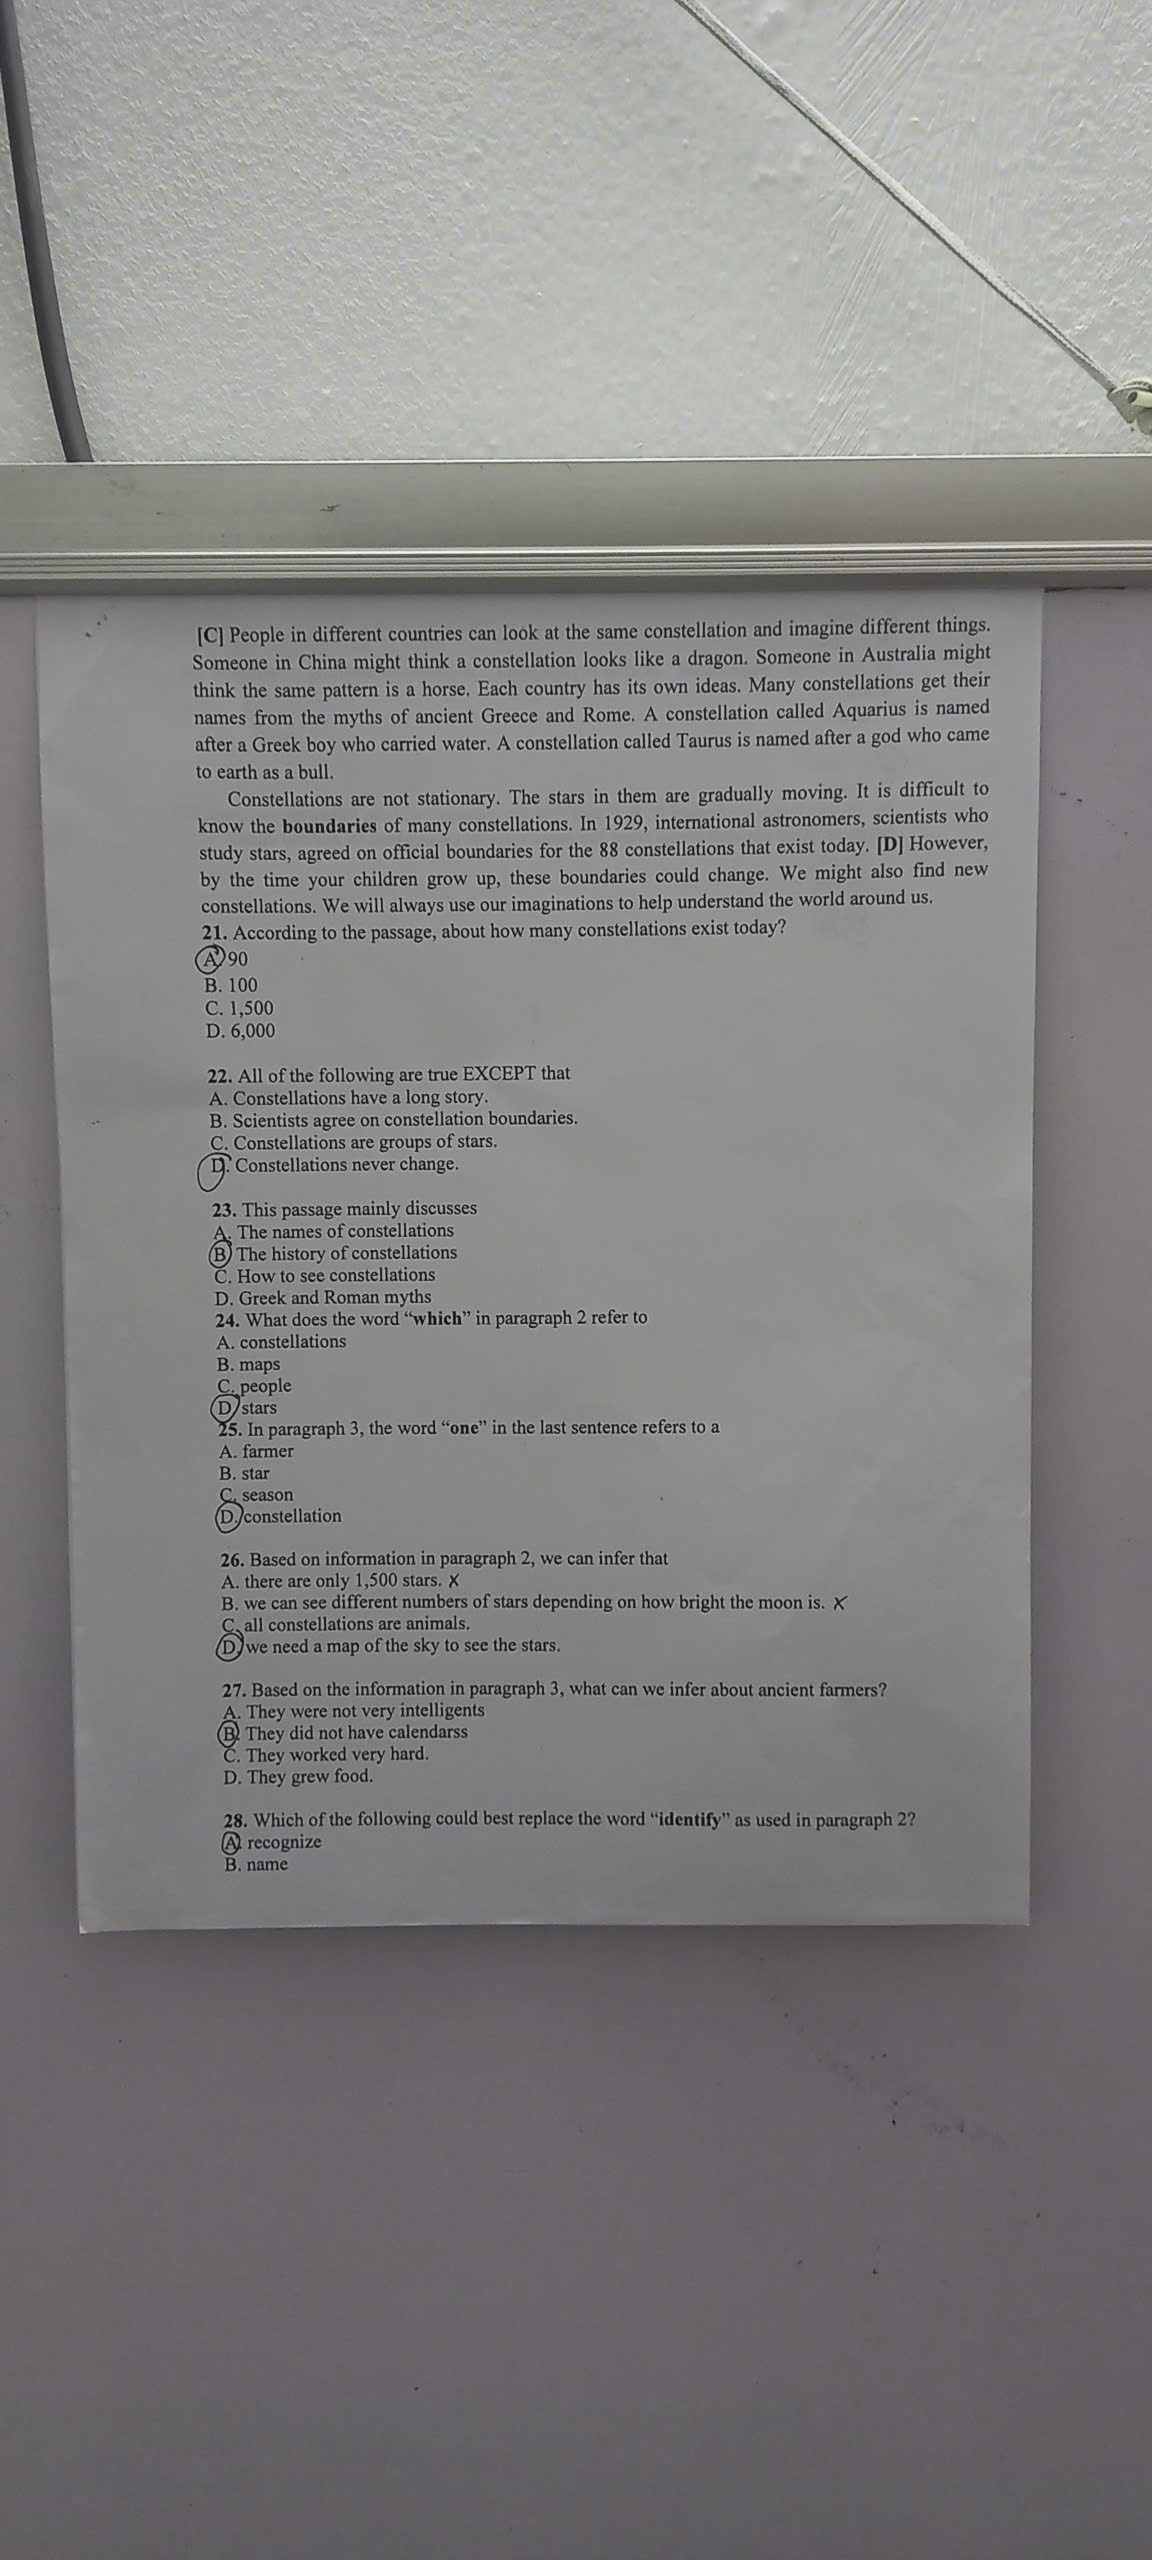 [C] People in different countries can look at the same constellation and imagine different things.
Someone in China might think a constellation looks like a dragon. Someone in Australia might
think the same pattern is a horse. Each country has its own ideas. Many constellations get their
names from the myths of ancient Greece and Rome. A constellation called Aquarius is named
after a Greek boy who carried water. A constellation called Taurus is named after a god who came
to earth as a bull.
Constellations are not stationary. The stars in them are gradually moving. It is difficult to
know the boundaries of many constellations. In 1929, international astronomers, scientists who
study stars, agreed on official boundaries for the 88 constellations that exist today. [D] However,
by the time your children grow up, these boundaries could change. We might also find new
constellations. We will always use our imaginations to help understand the world around us.
21. According to the passage, about how many constellations exist today?
A. 90
B. 100
C. 1,500
D. 6,000
22. All of the following are true EXCEPT that
A. Constellations have a long story.
B. Scientists agree on constellation boundaries.
C. Constellations are groups of stars.
D. Constellations never change.
23. This passage mainly discusses
A. The names of constellations
B. The history of constellations
C. How to see constellations
D. Greek and Roman myths
24. What does the word “which” in paragraph 2 refer to
A. constellations
B. maps
C. people
D. stars
25. In paragraph 3, the word “one” in the last sentence refers to a
A. farmer
B. star
C. season
D. constellation
26. Based on information in paragraph 2, we can infer that
A. there are only 1,500 stars. X
B. we can see different numbers of stars depending on how bright the moon is. X
C. all constellations are animals.
D. we need a map of the sky to see the stars.
27. Based on the information in paragraph 3, what can we infer about ancient farmers?
A. They were not very intelligents
B. They did not have calendarss
C. They worked very hard.
D. They grew food.
28. Which of the following could best replace the word “identify” as used in paragraph 2?
A. recognize
B. name